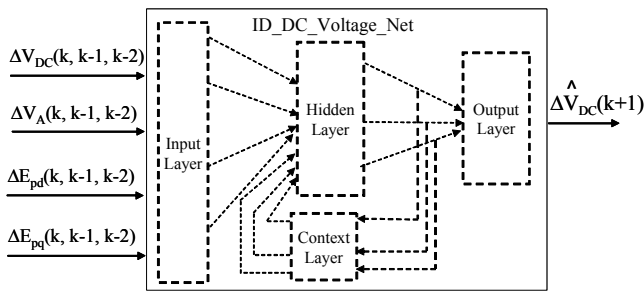 ID_DC_Voltage_Net
ΔV_DC(k, k-1, k-2)
ΔV_A(k, k-1, k-2)
ΔE_pd(k, k-1, k-2)
ΔE_pq(k, k-1, k-2)
Input
Layer
Hidden
Layer
Context
Layer
Output
Layer
ΔV̂_DC(k+1)